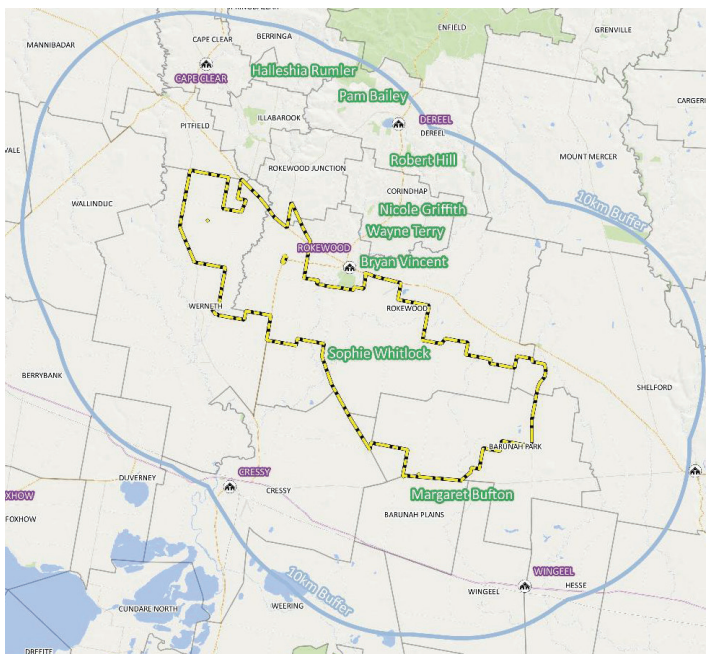 SPRINGDALLAH
ENFIELD
GRENVILLE
MANNIBADAR
CAPE CLEAR
BERRINGA
Halleshia Rumler
CAPE CLEAR
Pam Bailey
CARGERI
DEREEL
ILLABAROOK
PITFIELD
DEREEL
VALE
Robert Hill
MOUNT MERCER
ROKEWOOD JUNCTION
CORINDHAP
10km Buffer
WALLINDUC
Nicole Griffith
Wayne Terry
ROKEWOOD
Bryan Vincent
WERNETH
ROKEWOOD
Sophie Whitlock
BERRYBANK
SHELFORD
BARUNAH PARK
CRESSY
DUVERNEY
CRESSY
XHOW
Margaret Bufton
FOXHOW
BARUNAH PLAINS
WINGEEL
10km Buffer
HESSE
WINGEEL
CUNDARE NORTH
WEERING
DREEITE